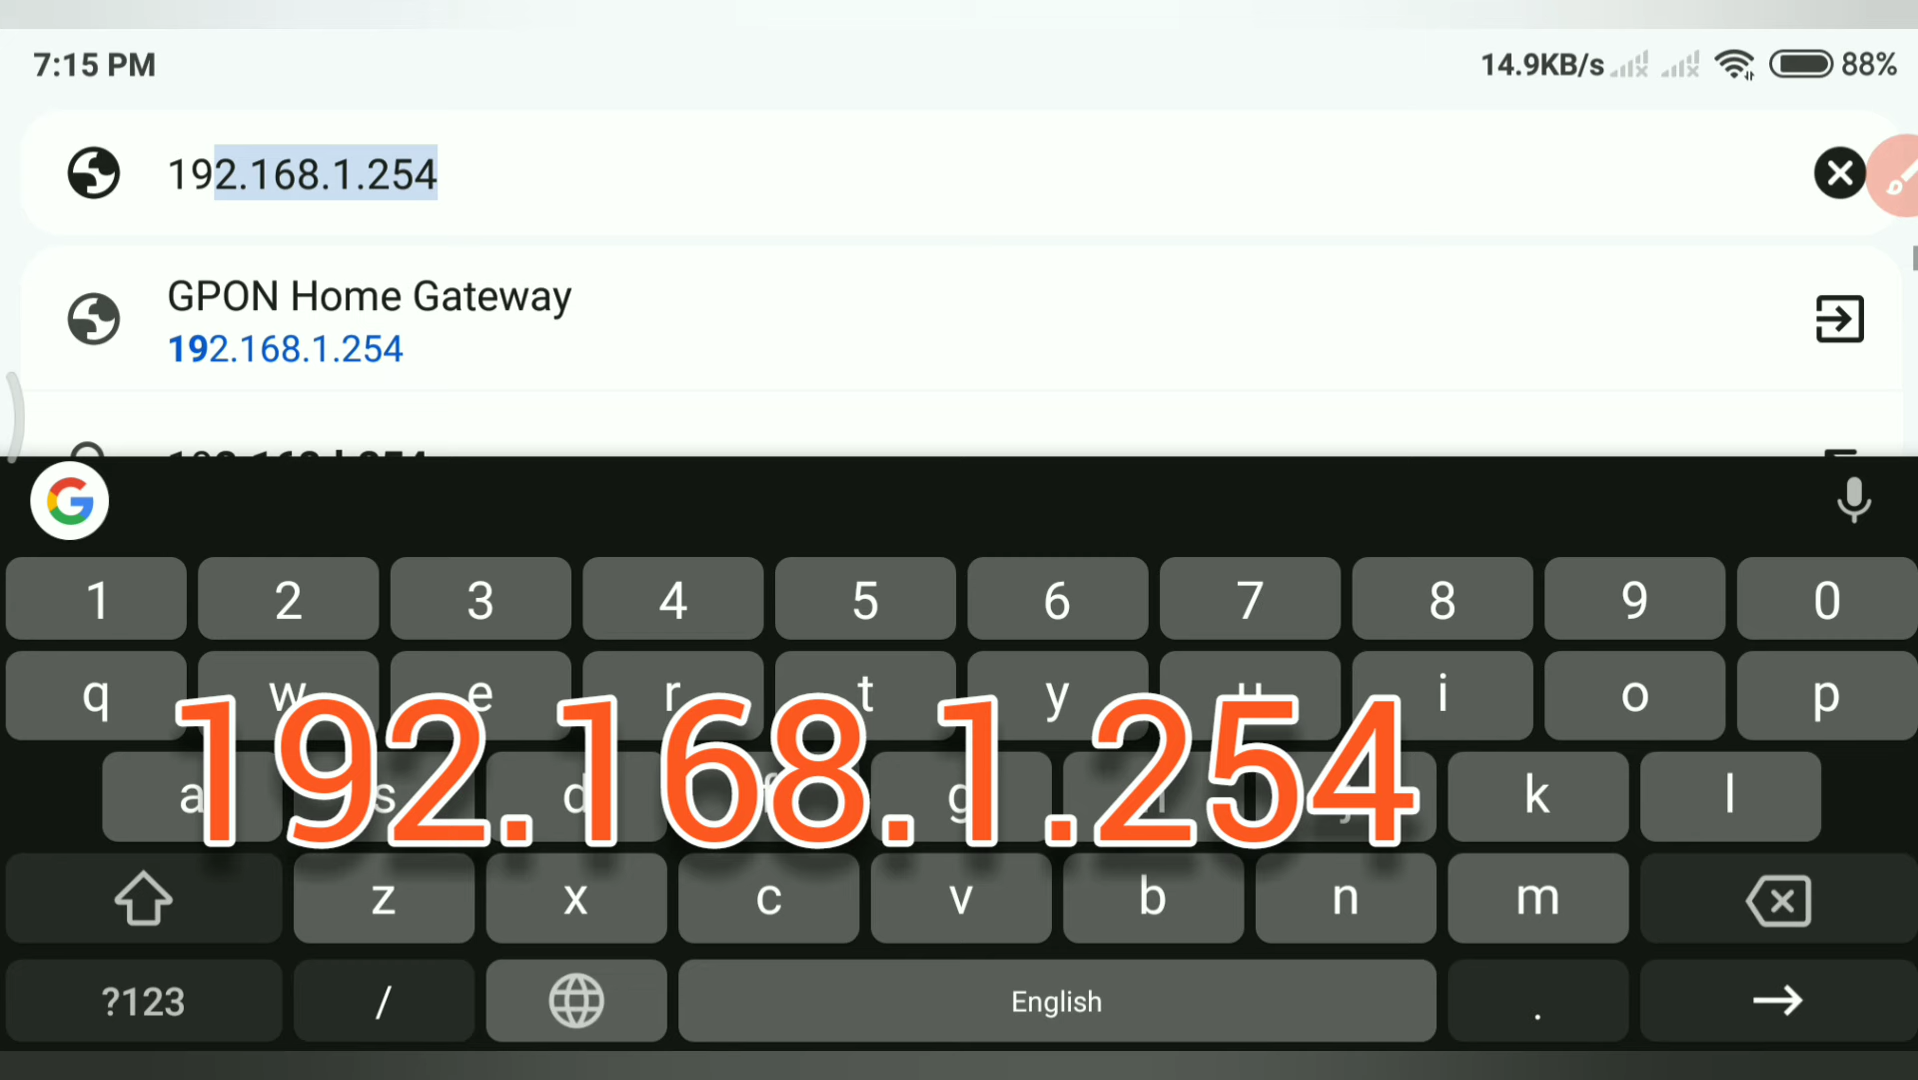 7:15 PM
14.9KB/s 88%
192.168.1.254
GPON Home Gateway
192.168.1.254
1 2 3 4 5 6 7 8 9 0
q w e r t y u i o p
192.168.1.254
a s d f g h j k l
z x c v b n m
?123 / English .